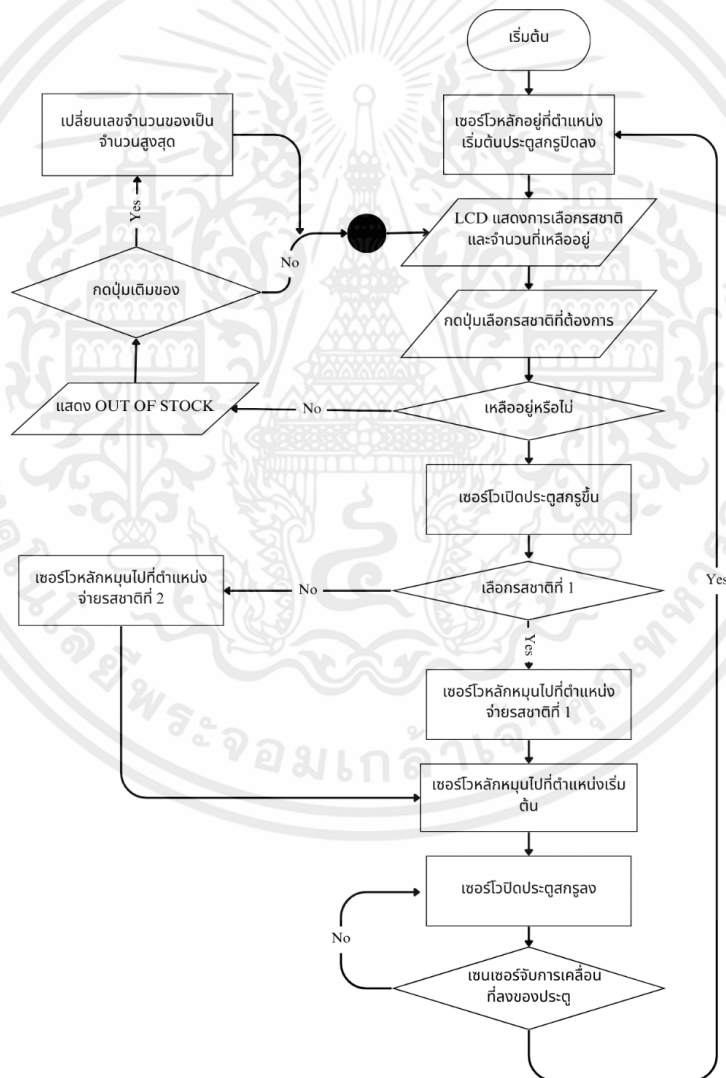 เริ่มต้น
เซอร์โวหลักอยู่ที่ตำแหน่ง
เริ่มต้นประตูสกรูปิดลง
LCD แสดงการเลือกรสชาติ
และจำนวนที่เหลืออยู่
กดปุ่มเลือกรสชาติที่ต้องการ
เหลืออยู่หรือไม่
No
แสดง OUT OF STOCK
กดปุ่มเติมของ
Yes
No
เปลี่ยนเลขจำนวนของเป็น
จำนวนสูงสุด
เซอร์โวเปิดประตูสกรูขึ้น
เลือกรสชาติที่ 1
No
เซอร์โวหลักหมุนไปที่ตำแหน่ง
จ่ายรสชาติที่ 2
Yes
เซอร์โวหลักหมุนไปที่ตำแหน่ง
จ่ายรสชาติที่ 1
เซอร์โวหลักหมุนไปที่ตำแหน่งเริ่ม
ต้น
เซอร์โวปิดประตูสกรูลง
No
เซนเซอร์จับการเคลื่อน
ที่ลงของประตู
Yes